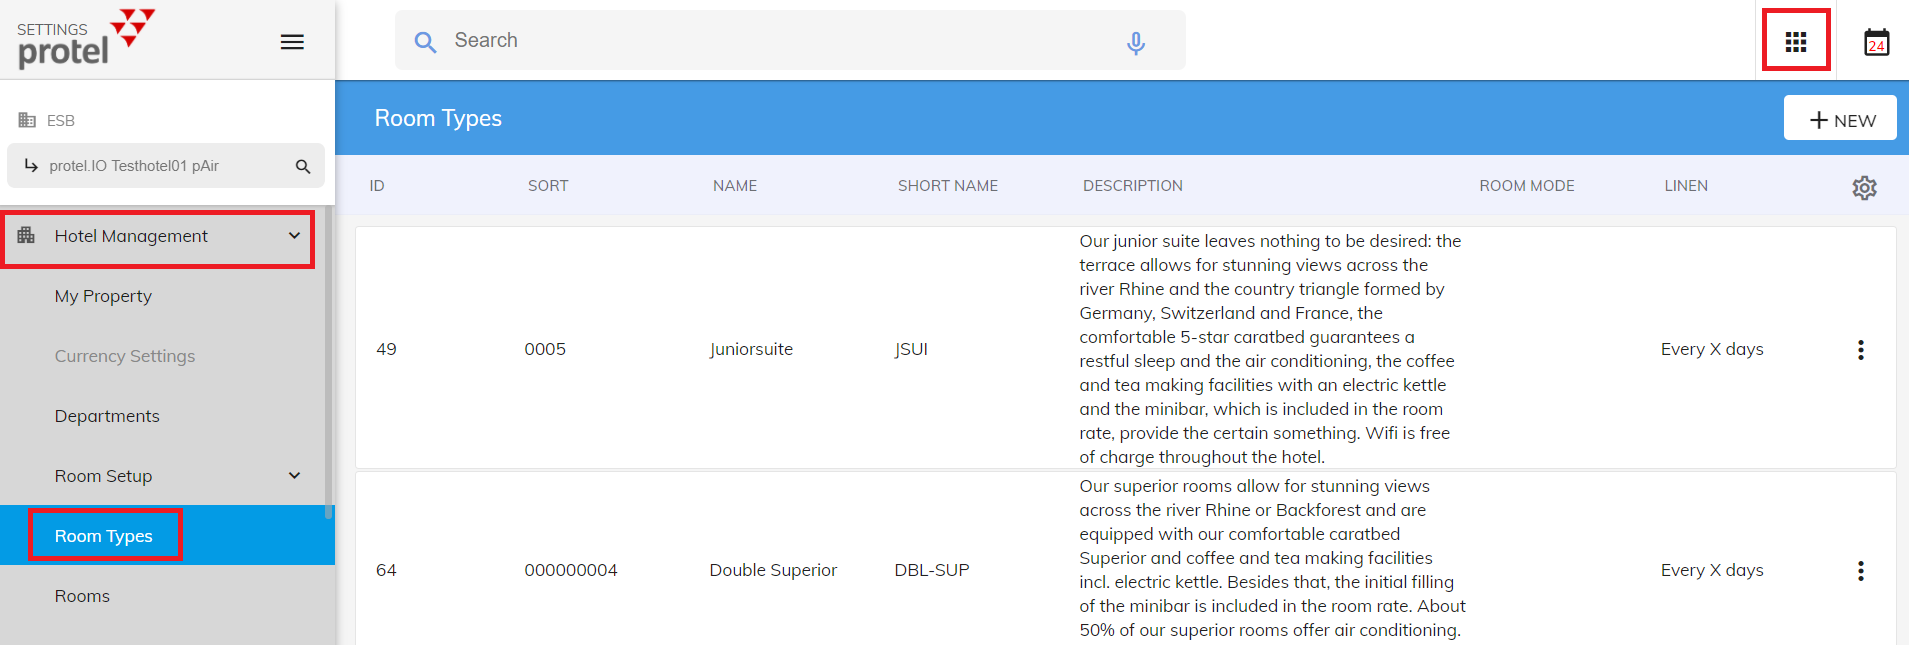 SETTINGS
protel
Search
24
ESB
protel.IO Testhotel01 pAir
Hotel Management
My Property
Currency Settings
Departments
Room Setup
Room Types
Rooms
Room Types
NEW
ID SORT NAME SHORT NAME DESCRIPTION ROOM MODE LINEN
Our junior suite leaves nothing to be desired: the
terrace allows for stunning views across the
river Rhine and the country triangle formed by
Germany, Switzerland and France, the
comfortable 5-star caratbed guarantees a
49 0005 Juniorsuite JSUI Every X days
restful sleep and the air conditioning, the coffee
and tea making facilities with an electric kettle
and the minibar, which is included in the room
rate, provide the certain something. Wifi is free
of charge throughout the hotel.
Our superior rooms allow for stunning views
across the river Rhine or Backforest and are
equipped with our comfortable caratbed
Superior and coffee and tea making facilities
64 000000004 Double Superior DBL-SUP Every X days
incl. electric kettle. Besides that, the initial filling
of the minibar is included in the room rate. About
50% of our superior rooms offer air conditioning.